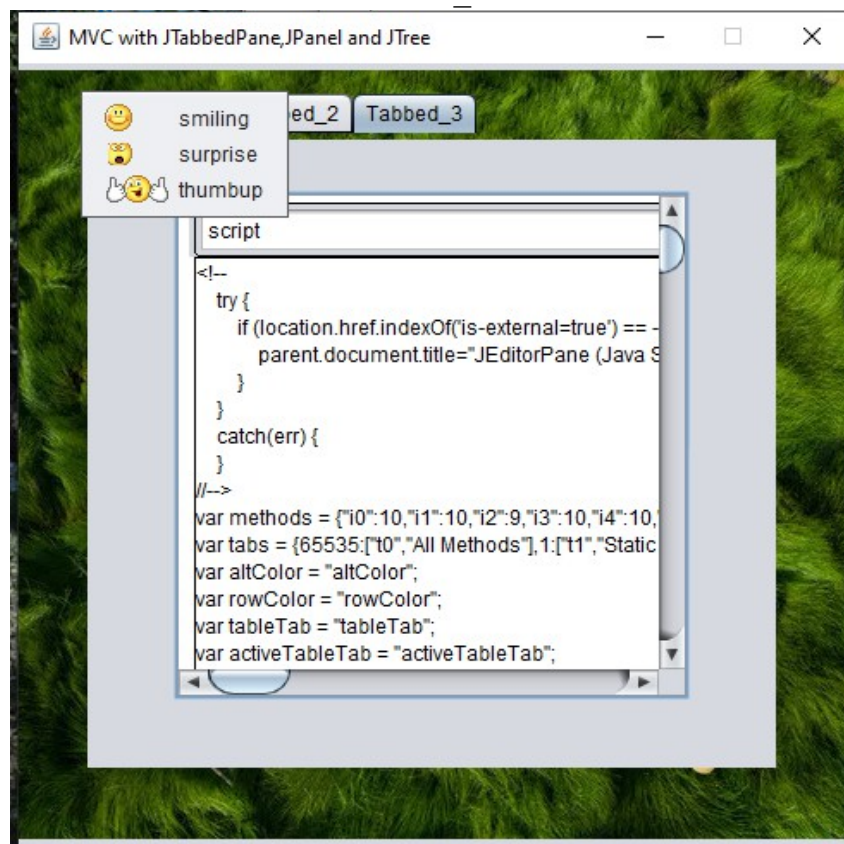 MVC with JTabbedPane,JPanel and JTree
smiling
surprise
thumbup
ed_2
Tabbed_3
script
<!--
try {
if (location.href.indexOf('is-external=true') == -
parent.document.title="JEditorPane (Java S
}
}
catch(err) {
}
//-->
var methods = {"i0":10,"i1":10,"i2":9,"i3":10,"i4":10,"
var tabs = {65535:["t0","All Methods"],1:["t1","Static
var altColor = "altColor";
var rowColor = "rowColor";
var tableTab = "tableTab";
var activeTableTab = "activeTableTab";